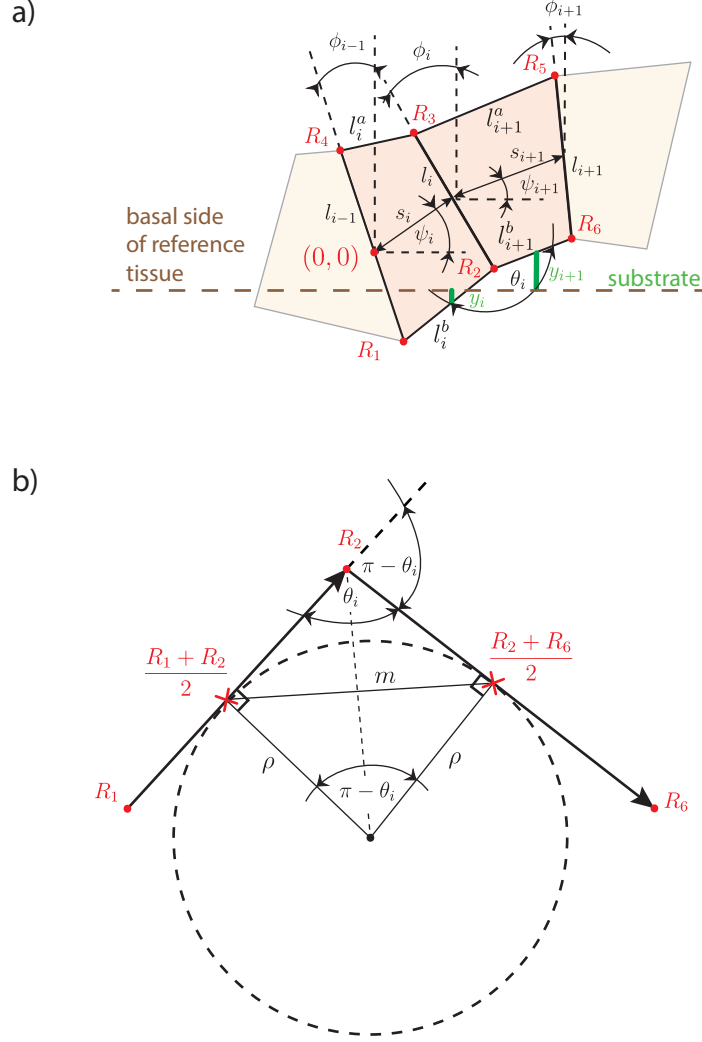 a)
ϕ_{i+1}
ϕ_{i−1}
ϕ_i
R_5
R_3
l_i^a
l_{i+1}^a
R_4
s_{i+1}
l_i
l_{i+1}
ψ_{i+1}
l_{i−1}
s_i
basal side
of reference
tissue
ψ_i
l_{i+1}^b
R_6
(0, 0)
R_2
θ_i
y_{i+1}
substrate
y_i
l_i^b
R_1
b)
R_2
π − θ_i
θ_i
R_1 + R_2
2
R_2 + R_6
2
m
ρ
ρ
R_1
π − θ_i
R_6